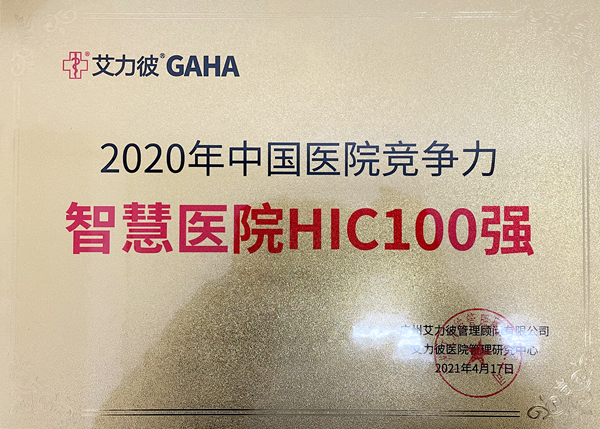 艾力彼®GAHA
2020年中国医院竞争力
智慧医院HIC100强
广州艾力彼管理顾问有限公司
艾力彼医院管理研究中心
2021年4月17日